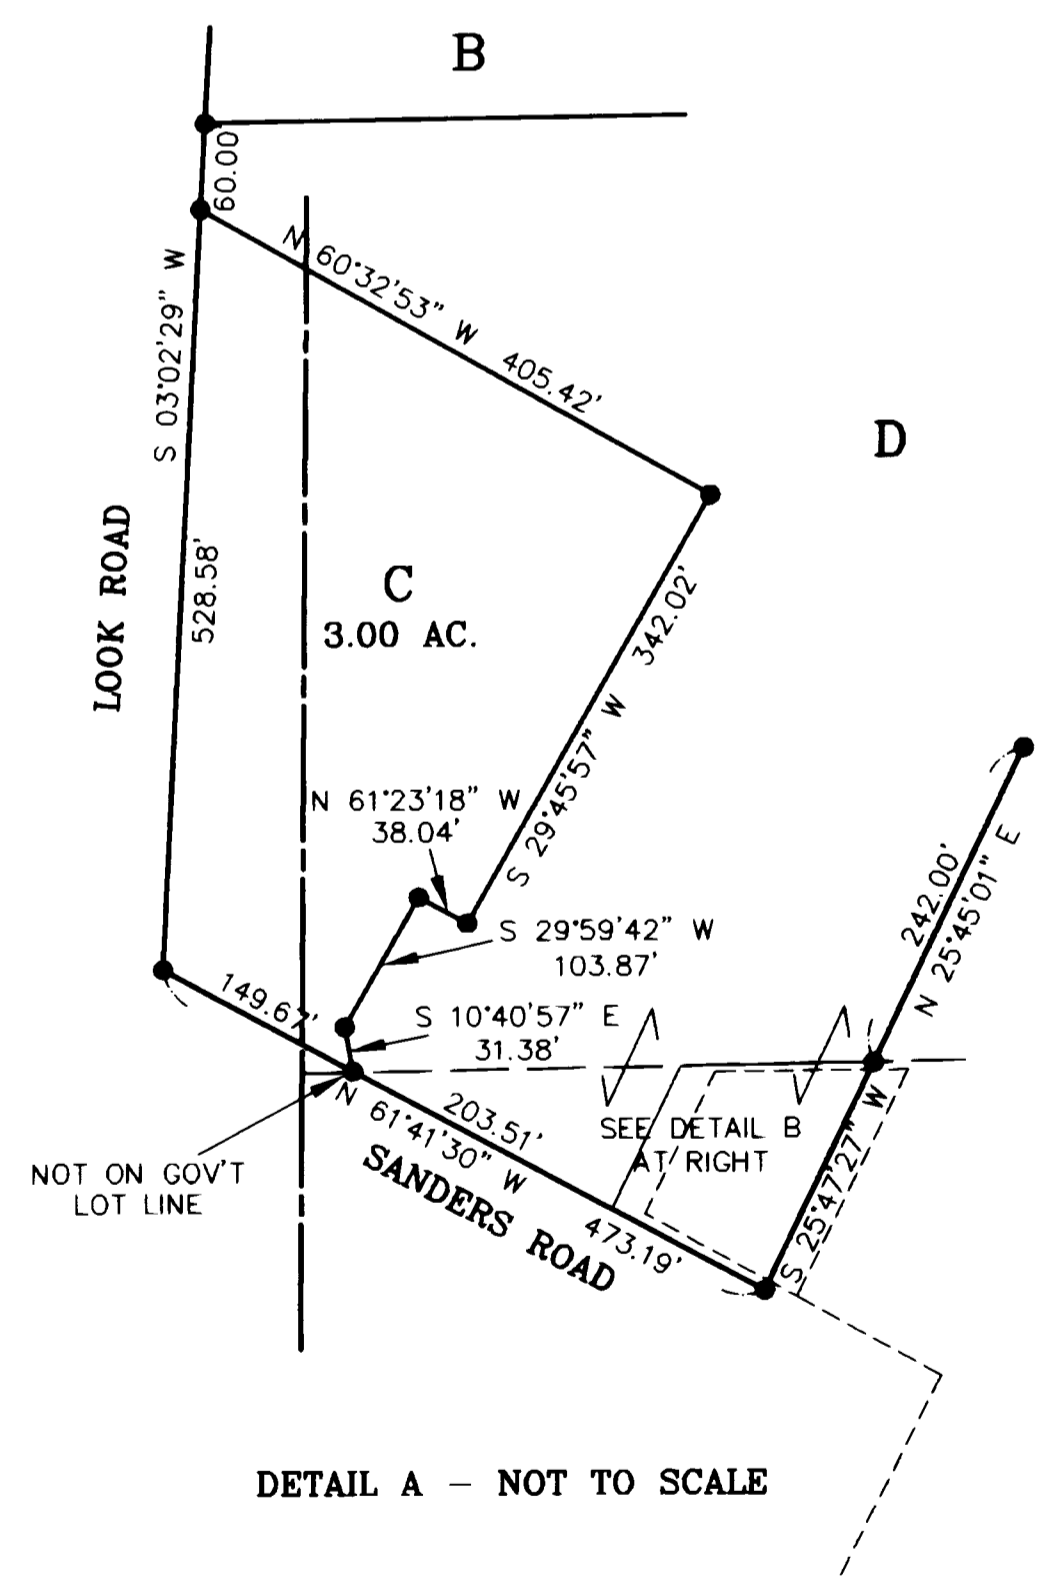 B
60.00'
N 60°32'53" W 405.42'
S 03°02'29" W
528.58'
LOOK ROAD
D
C
3.00 AC.
S 29°45'57" W 342.02'
N 61°23'18" W
38.04'
S 29°59'42" W
103.87'
S 10°40'57" E
31.38'
149.67'
242.00'
N 25°45'01" E
203.51'
N 61°41'30" W
473.19'
SANDERS ROAD
SEE DETAIL B
AT RIGHT
S 25°47'27" W
NOT ON GOV'T
LOT LINE
DETAIL A – NOT TO SCALE